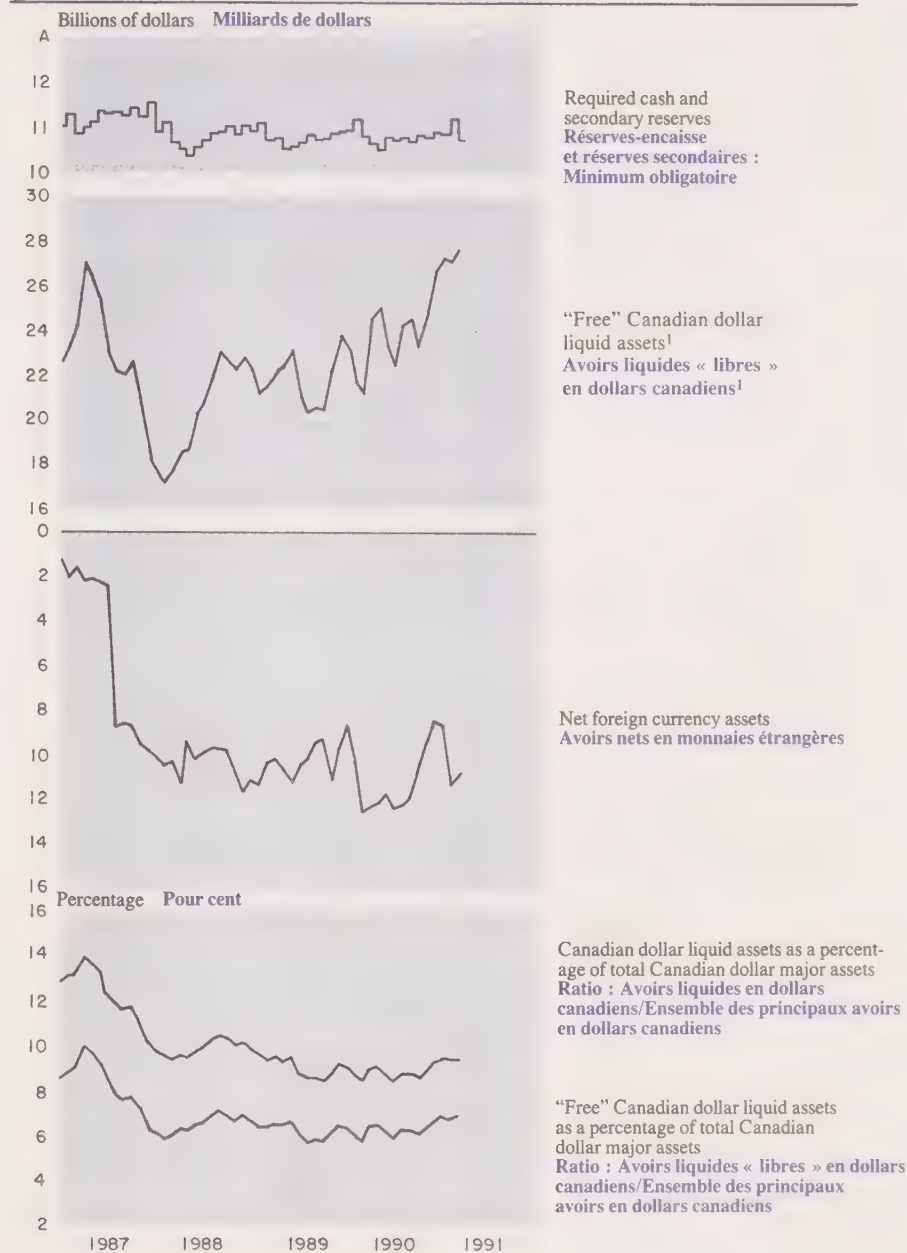 Billions of dollars Milliards de dollars
A
12
11
10
Required cash and
secondary reserves
Réserves-encaisse
et réserves secondaires :
Minimum obligatoire
30
28
26
24
22
20
18
16
"Free" Canadian dollar
liquid assets¹
Avoirs liquides « libres »
en dollars canadiens¹
0
2
4
6
8
10
12
14
16
Net foreign currency assets
Avoirs nets en monnaies étrangères
Percentage Pour cent
16
14
12
10
8
6
4
2
Canadian dollar liquid assets as a percent-
age of total Canadian dollar major assets
Ratio : Avoirs liquides en dollars
canadiens/Ensemble des principaux avoirs
en dollars canadiens
"Free" Canadian dollar liquid assets
as a percentage of total Canadian
dollar major assets
Ratio : Avoirs liquides « libres » en dollars
canadiens/Ensemble des principaux
avoirs en dollars canadiens
1987 1988 1989 1990 1991